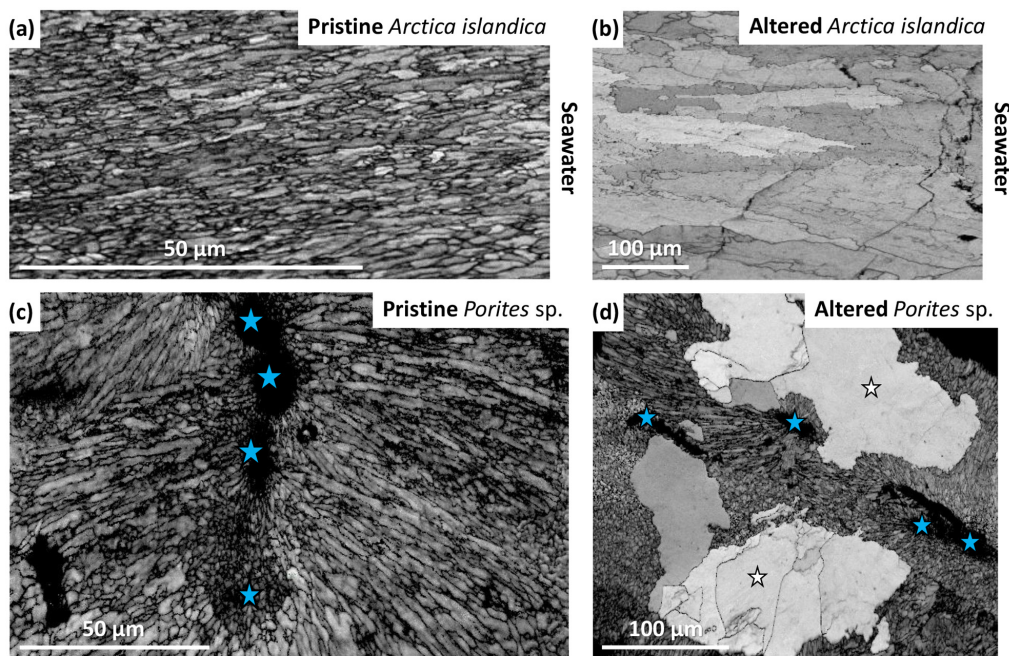 (a)
Pristine Arctica islandica
Seawater
50 µm
(b)
Altered Arctica islandica
Seawater
100 µm
(c)
Pristine Porites sp.
50 µm
(d)
Altered Porites sp.
100 µm